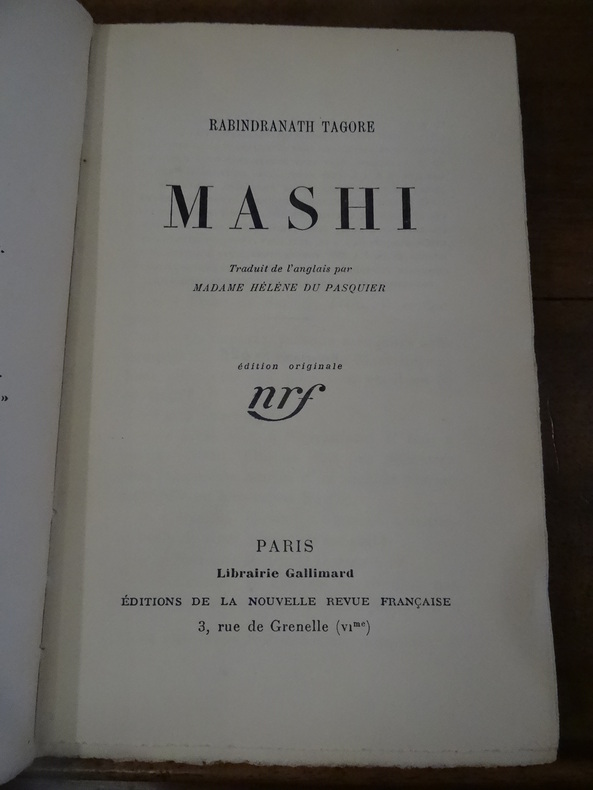 RABINDRANATH TAGORE
MASHI
Traduit de l'anglais par
MADAME HÉLÈNE DU PASQUIER
édition originale
nrf
PARIS
Librairie Gallimard
ÉDITIONS DE LA NOUVELLE REVUE FRANÇAISE
3, rue de Grenelle (VIme)
»